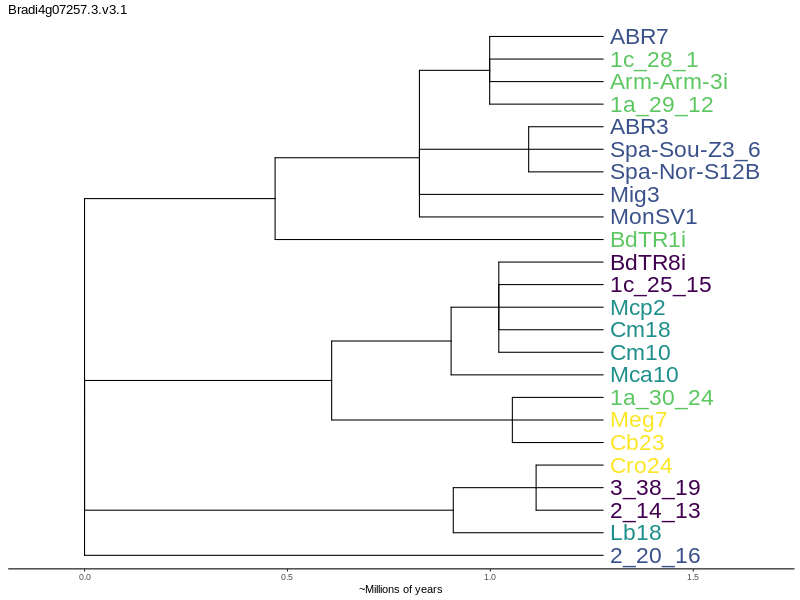 Bradi4g07257.3.v3.1
ABR7
1c_28_1
Arm-Arm-3i
1a_29_12
ABR3
Spa-Sou-Z3_6
Spa-Nor-S12B
Mig3
MonSV1
BdTR1i
BdTR8i
1c_25_15
Mcp2
Cm18
Cm10
Mca10
1a_30_24
Meg7
Cb23
Cro24
3_38_19
2_14_13
Lb18
2_20_16
0.0 0.5 1.0 1.5
~Millions of years